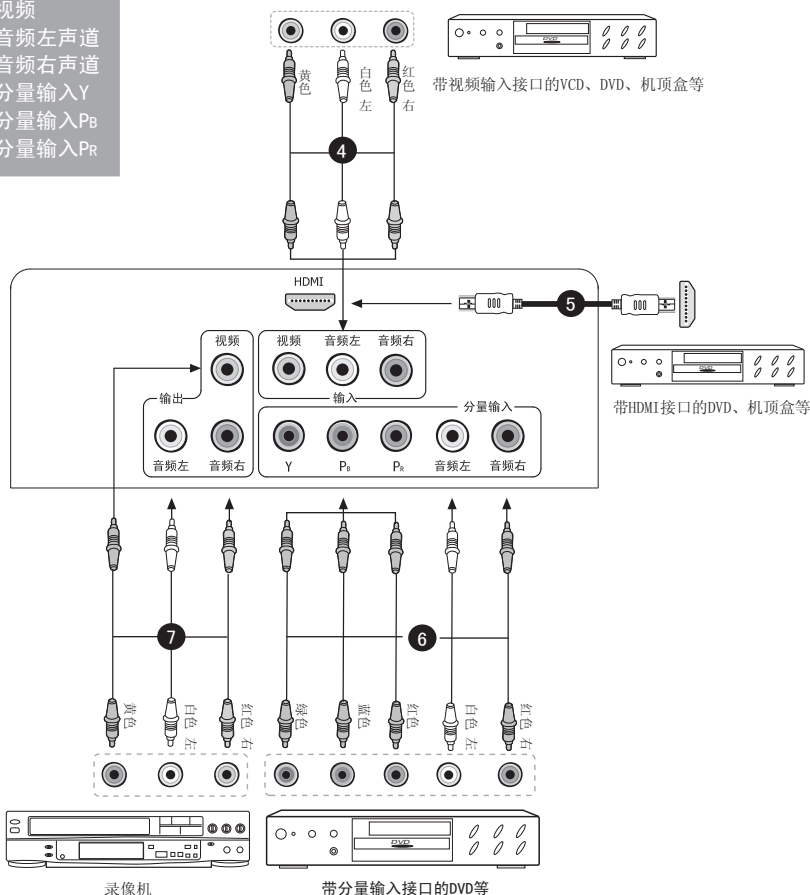 视频
音频左声道
音频右声道
分量输入Y
分量输入PB
分量输入PR
黄色
白色 左
红色 右
DVD
带视频输入接口的VCD、DVD、机顶盒等
4
HDMI
5
DVD
带HDMI接口的DVD、机顶盒等
视频
视频 音频左 音频右
输出
输入
分量输入
音频左 音频右
Y PB PR 音频左 音频右
7
6
黄色
白色 左
红色 右
绿色
蓝色
红色
白色 左
红色 右
DVD
录像机
带分量输入接口的DVD等